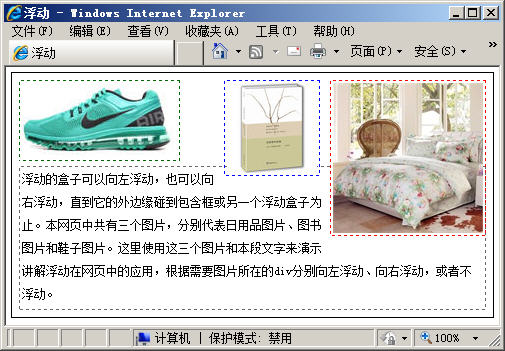 浮动 - Windows Internet Explorer
文件(F) 编辑(E) 查看(V) 收藏夹(A) 工具(T) 帮助(H)
浮动 页面(P) 安全(S) »
AIR
浮动的盒子可以向左浮动，也可以向
右浮动，直到它的外边缘碰到包含框或另一个浮动盒子为
止。本网页中共有三个图片，分别代表日用品图片、图书
图片和鞋子图片。这里使用这三个图片和本段文字来演示
讲解浮动在网页中的应用，根据需要图片所在的div分别向左浮动、向右浮动，或者不
浮动。
计算机 | 保护模式: 禁用 100%